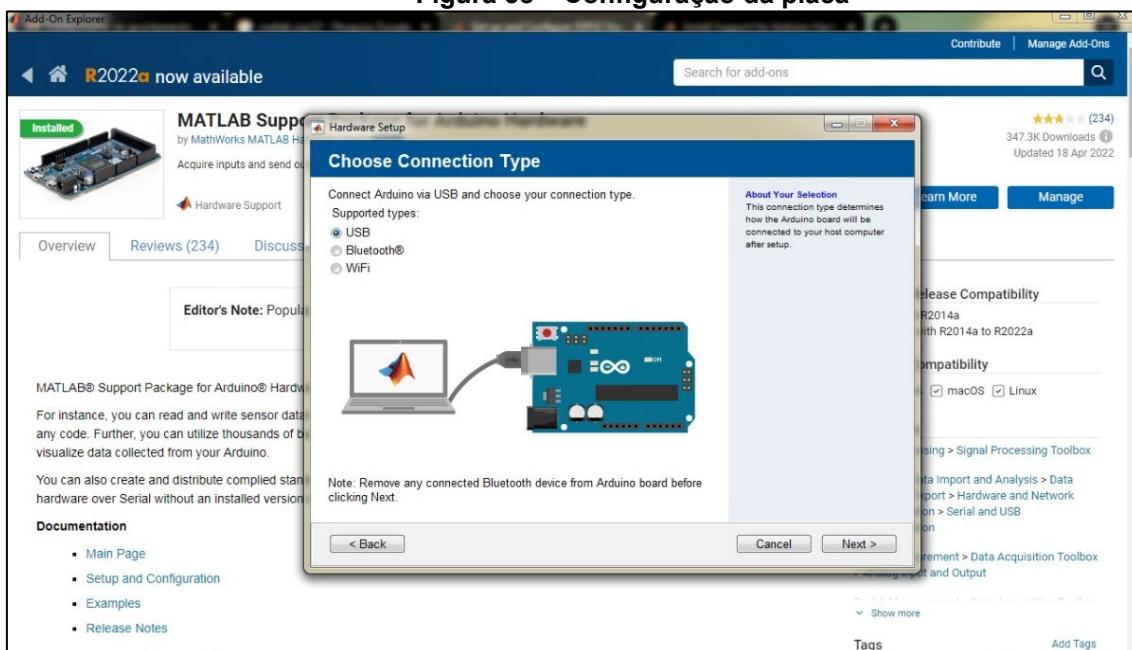 Configuração da placa
Add-On Explorer
Contribute | Manage Add-Ons
R2022a now available
Search for add-ons
Installed
MATLAB Suppo
by MathWorks MATLAB Ha
Acquire inputs and send ou
Hardware Support
(234)
347.3K Downloads
Updated 18 Apr 2022
earn More
Manage
Overview
Reviews (234)
Discuss
Editor's Note: Popula
MATLAB® Support Package for Arduino® Hardw
For instance, you can read and write sensor data
any code. Further, you can utilize thousands of b
visualize data collected from your Arduino.
You can also create and distribute complied stan
hardware over Serial without an installed version
Documentation
Main Page
Setup and Configuration
Examples
Release Notes
Hardware Setup
Choose Connection Type
Connect Arduino via USB and choose your connection type.
Supported types:
USB
Bluetooth®
WiFi
ON
Note: Remove any connected Bluetooth device from Arduino board before
clicking Next.
About Your Selection
This connection type determines
how the Arduino board will be
connected to your host computer
after setup.
< Back
Cancel
Next >
elease Compatibility
R2014a
ith R2014a to R2022a
ompatibility
macOS
Linux
sing > Signal Processing Toolbox
ta Import and Analysis > Data
port > Hardware and Network
on > Serial and USB
on
rement > Data Acquisition Toolbox
> Analog Input and Output
Show more
Tags
Add Tags